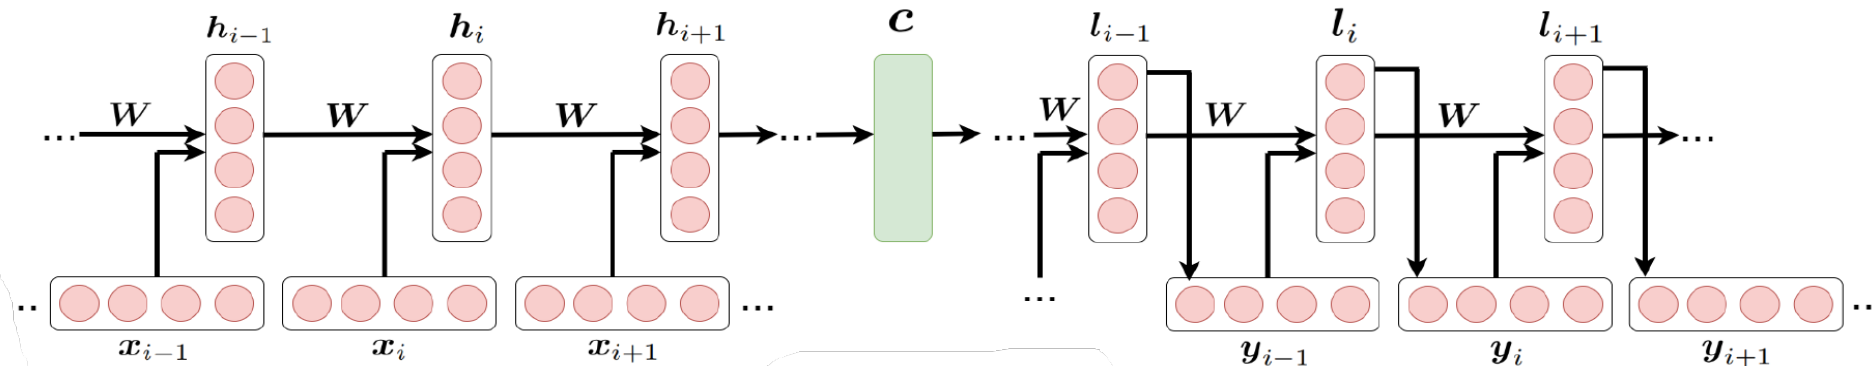 h_{i−1} h_i h_{i+1} c l_{i−1} l_i l_{i+1}
... W W W ... ... W W W ...
.. ... ... ..
x_{i−1} x_i x_{i+1} y_{i−1} y_i y_{i+1}